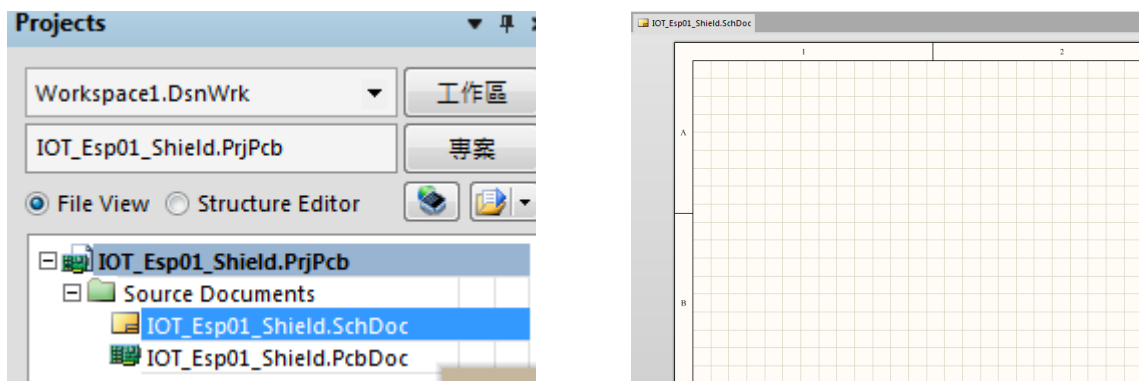 Projects
Workspace1.DsnWrk
工作區
IOT_Esp01_Shield.PrjPcb
專案
File View
Structure Editor
IOT_Esp01_Shield.PrjPcb
Source Documents
IOT_Esp01_Shield.SchDoc
IOT_Esp01_Shield.PcbDoc
IOT_Esp01_Shield.SchDoc
1
2
A
B